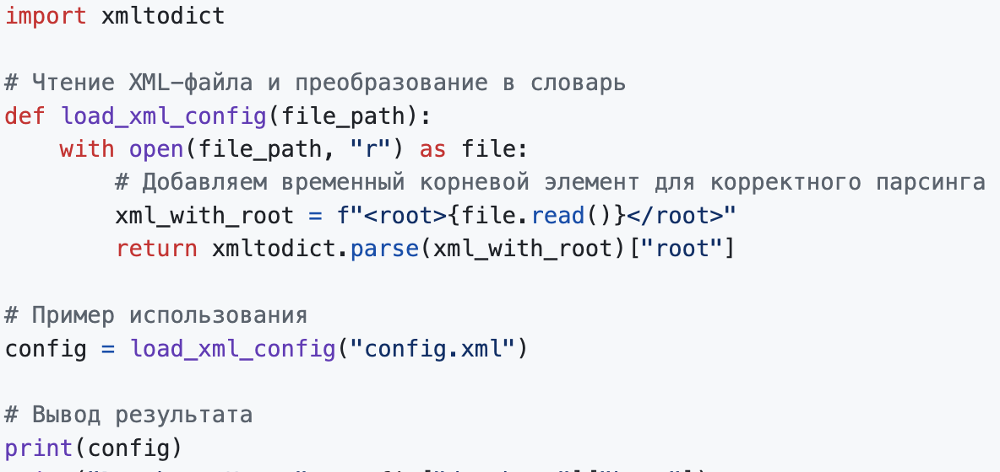 import xmltodict
# Чтение XML-файла и преобразование в словарь
def load_xml_config(file_path):
    with open(file_path, "r") as file:
        # Добавляем временный корневой элемент для корректного парсинга
        xml_with_root = f"<root>{file.read()}</root>"
        return xmltodict.parse(xml_with_root)["root"]
# Пример использования
config = load_xml_config("config.xml")
# Вывод результата
print(config)